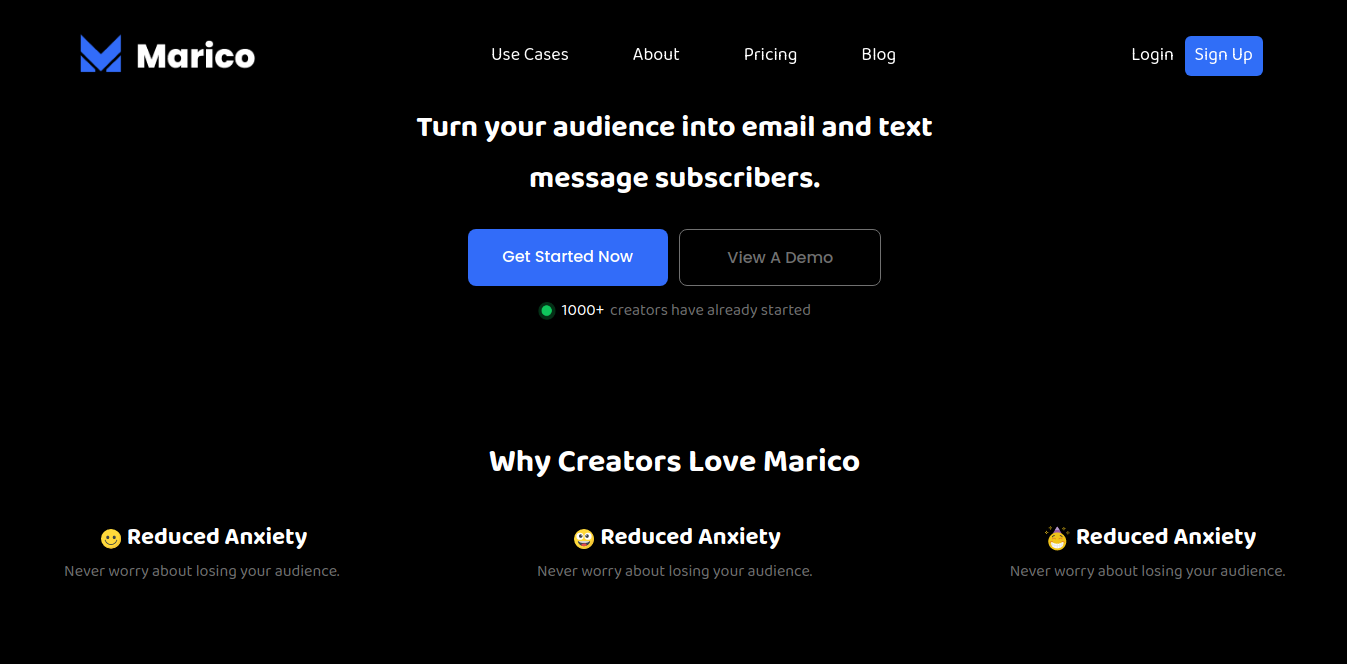 Marico
Use Cases
About
Pricing
Blog
Login
Sign Up
Turn your audience into email and text
message subscribers.
Get Started Now
View A Demo
1000+ creators have already started
Why Creators Love Marico
Reduced Anxiety
Never worry about losing your audience.
Reduced Anxiety
Never worry about losing your audience.
Reduced Anxiety
Never worry about losing your audience.